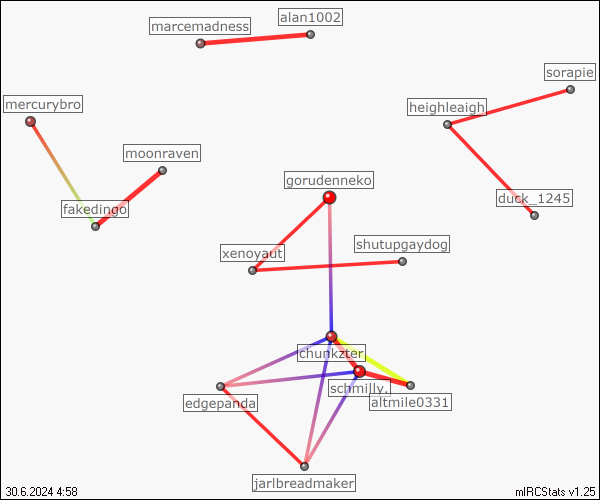 alan1002
marcemadness
sorapie
mercurybro
heighleaigh
moonraven
gorudenneko
duck_1245
fakedingo
shutupgaydog
xenoyaut
chunkzter
schmilly.
altmile0331
edgepanda
jarlbreadmaker
30.6.2024 4:58
mIRCStats v1.25